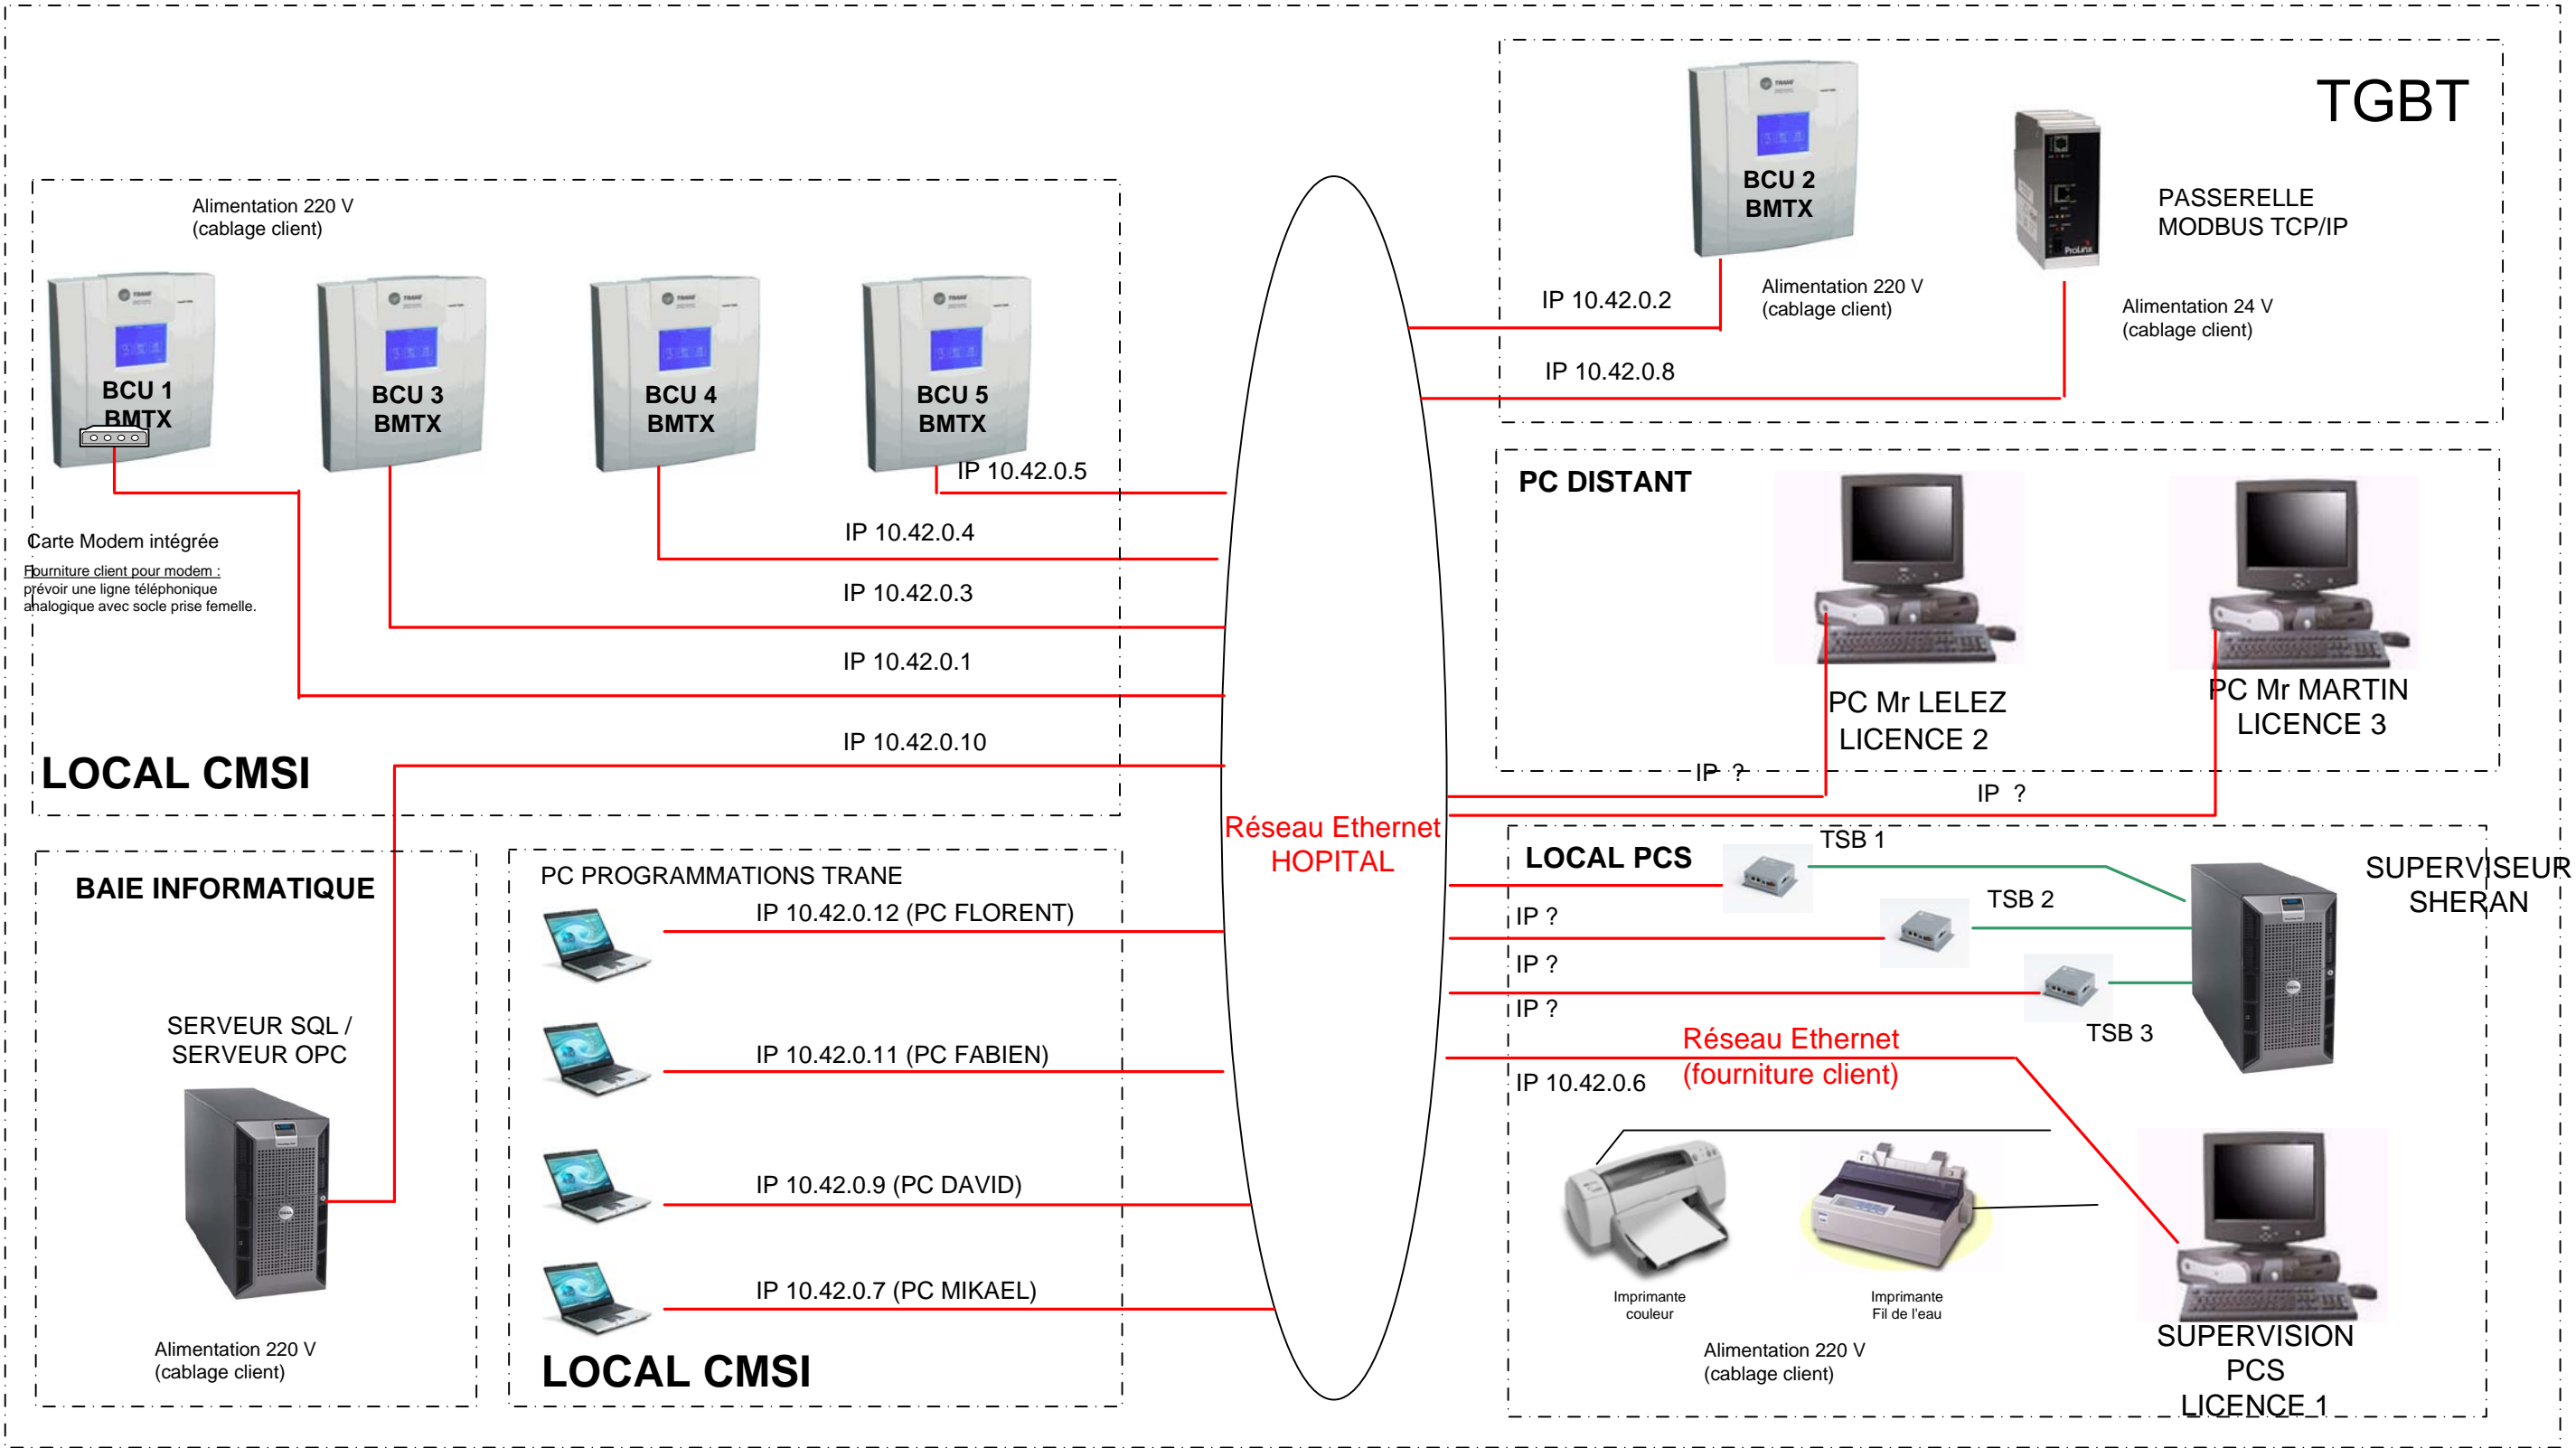 TGBT
BCU 2
BMTX
PASSERELLE
MODBUS TCP/IP
ProLinx
IP 10.42.0.2
Alimentation 220 V
(cablage client)
Alimentation 24 V
(cablage client)
IP 10.42.0.8
Alimentation 220 V
(cablage client)
TRANE
TRANE
TRANE
TRANE
TRANE
BCU 1
BMTX
BCU 3
BMTX
BCU 4
BMTX
BCU 5
BMTX
IP 10.42.0.5
IP 10.42.0.4
IP 10.42.0.3
IP 10.42.0.1
IP 10.42.0.10
Carte Modem intégrée
Fourniture client pour modem :
prévoir une ligne téléphonique
analogique avec socle prise femelle.
LOCAL CMSI
PC DISTANT
PC Mr LELEZ
LICENCE 2
PC Mr MARTIN
LICENCE 3
IP ?
IP ?
Réseau Ethernet
HOPITAL
BAIE INFORMATIQUE
SERVEUR SQL /
SERVEUR OPC
Alimentation 220 V
(cablage client)
PC PROGRAMMATIONS TRANE
IP 10.42.0.12 (PC FLORENT)
IP 10.42.0.11 (PC FABIEN)
IP 10.42.0.9 (PC DAVID)
IP 10.42.0.7 (PC MIKAEL)
LOCAL CMSI
LOCAL PCS
TSB 1
TSB 2
TSB 3
SUPERVISEUR
SHERAN
IP ?
IP ?
IP ?
Réseau Ethernet
(fourniture client)
IP 10.42.0.6
Imprimante
couleur
Imprimante
Fil de l'eau
Alimentation 220 V
(cablage client)
SUPERVISION
PCS
LICENCE 1